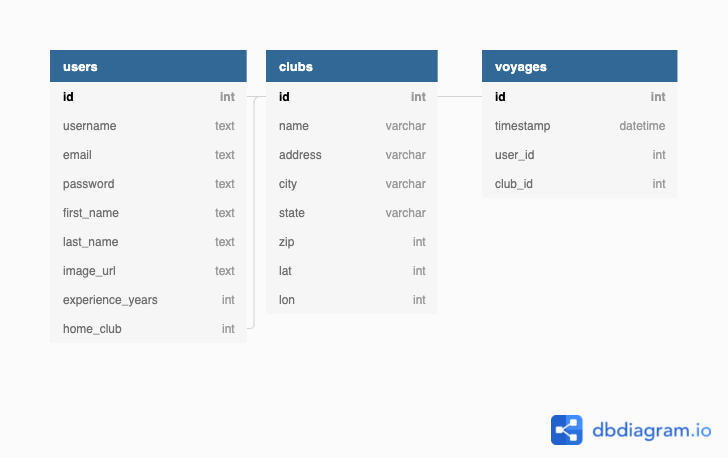 users
id int
username text
email text
password text
first_name text
last_name text
image_url text
experience_years int
home_club int
clubs
id int
name varchar
address varchar
city varchar
state varchar
zip int
lat int
lon int
voyages
id int
timestamp datetime
user_id int
club_id int
dbdiagram.io